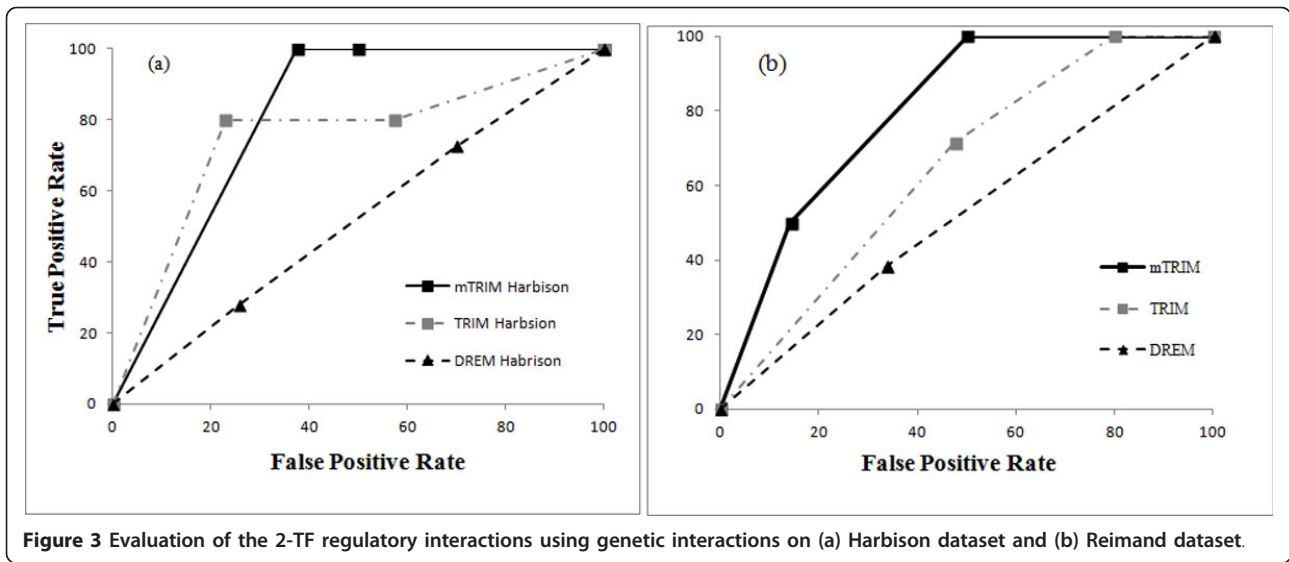 (a)
100
80
60
40
20
0
True Positive Rate
mTRIM Harbison
TRIM Harbsion
DREM Habrison
0 20 40 60 80 100
False Positive Rate
(b)
100
80
60
40
20
0
mTRIM
TRIM
DREM
0 20 40 60 80 100
False Positive Rate
Figure 3 Evaluation of the 2-TF regulatory interactions using genetic interactions on (a) Harbison dataset and (b) Reimand dataset.